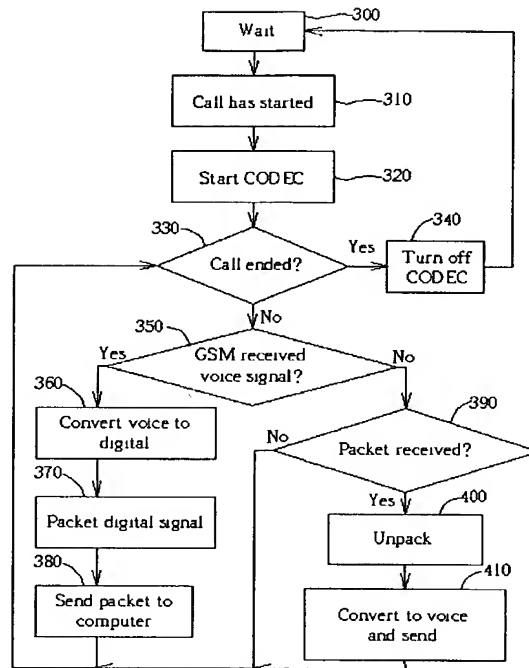 300
Wait
310
Call has started
320
Start CODEC
330
Call ended?
Yes
340
Turn off
CODEC
No
350
GSM received
voice signal?
Yes
No
360
Convert voice to
digital
390
Packet received?
No
Yes
370
Packet digital signal
400
Unpack
380
Send packet to
computer
410
Convert to voice
and send